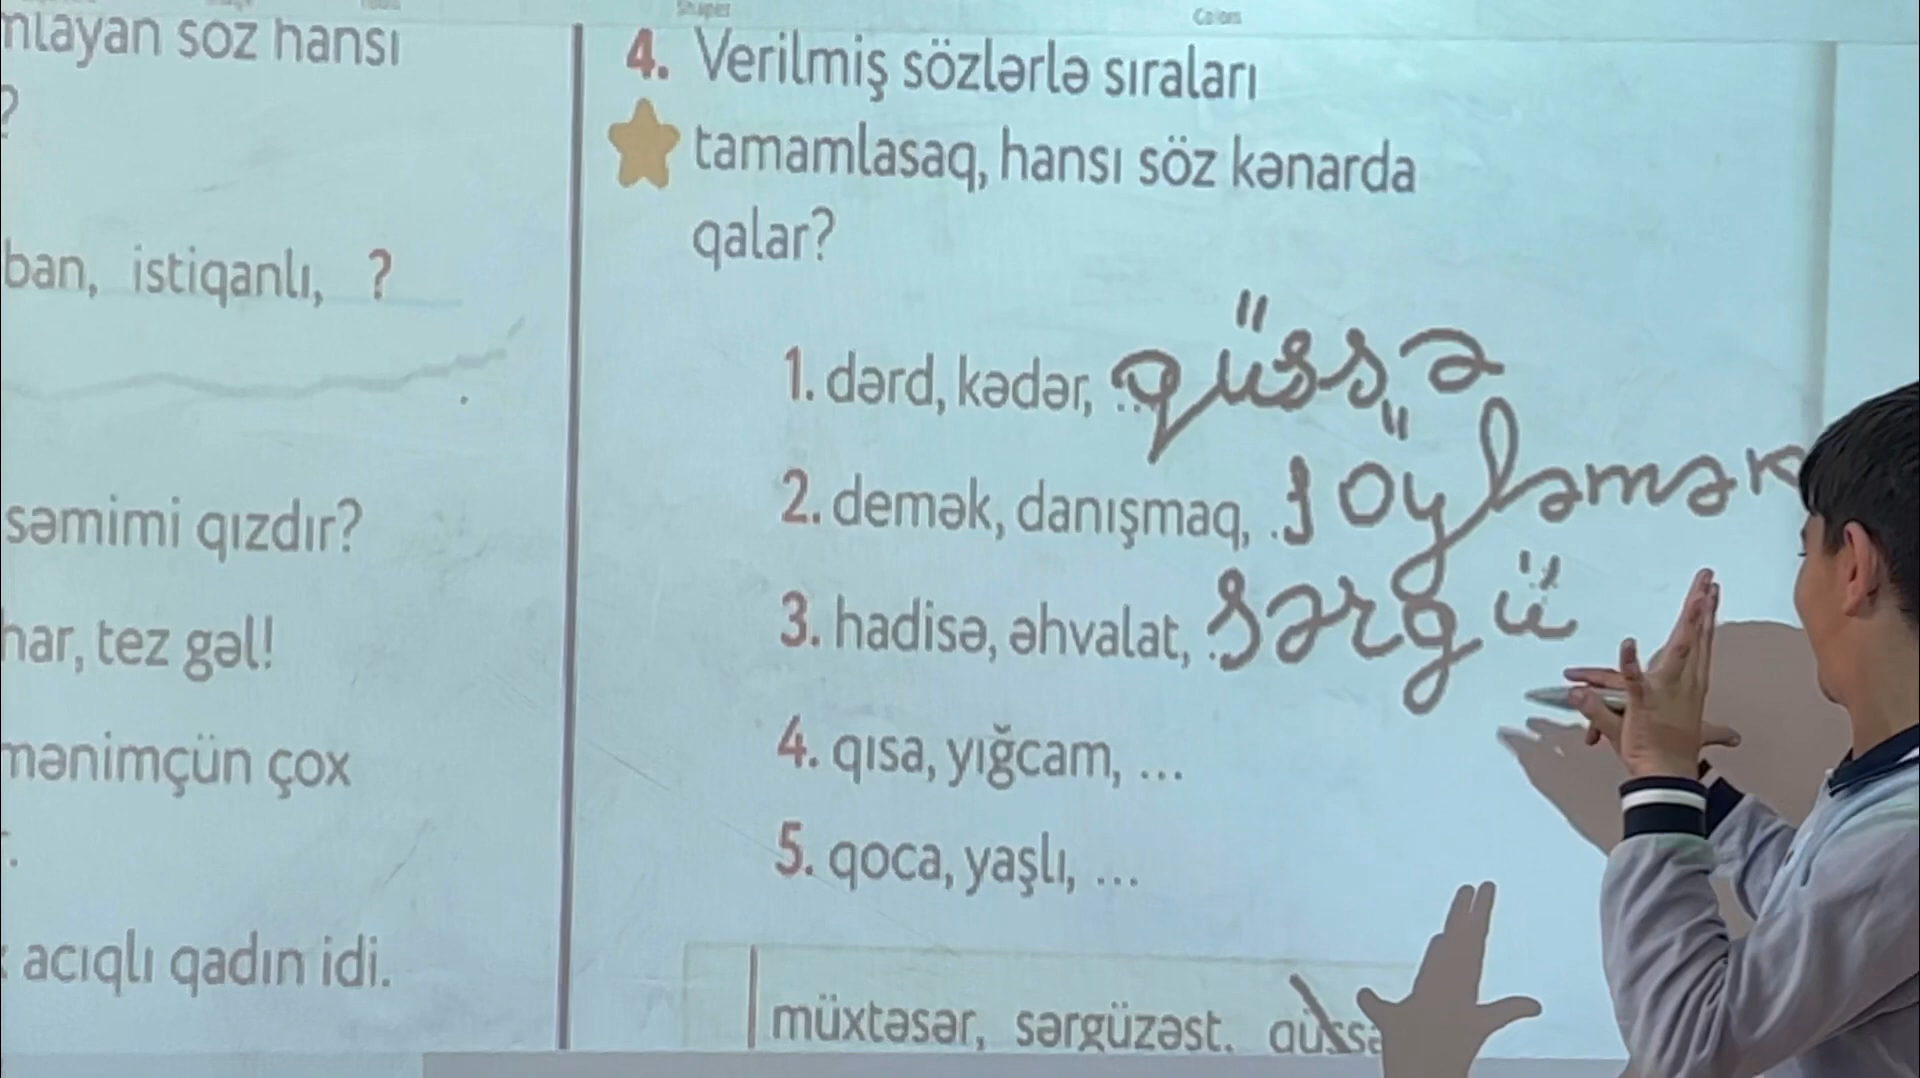 Shapes
Colors
mlayan söz hansı
?
ban, istiqanlı, ?
səmimi qızdır?
har, tez gəl!
mənimçün çox
acıqlı qadın idi.
4. Verilmiş sözlərlə sıraları
tamamlasaq, hansı söz kənarda
qalar?
1. dərd, kədər, qüssə
2. demək, danışmaq, söyləmək
3. hadisə, əhvalat, sərgü
4. qısa, yığcam, ...
5. qoca, yaşlı, ...
müxtəsər, sərgüzəşt, qüssə